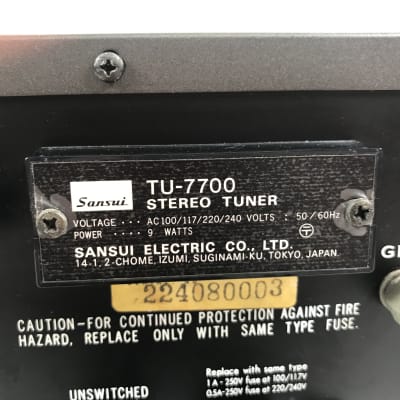 Sansui
TU-7700
STEREO TUNER
VOLTAGE ··· AC100/117/220/240 VOLTS : 50/60Hz
POWER ···· 9 WATTS
SANSUI ELECTRIC CO., LTD.
14-1, 2-CHOME, IZUMI, SUGINAMI-KU, TOKYO, JAPAN.
224080003
CAUTION-FOR CONTINUED PROTECTION AGAINST FIRE
HAZARD, REPLACE ONLY WITH SAME TYPE FUSE.
UNSWITCHED
Replace with same type
1A-250V fuse at 100/117V
0.5A-250V fuse at 220/240V